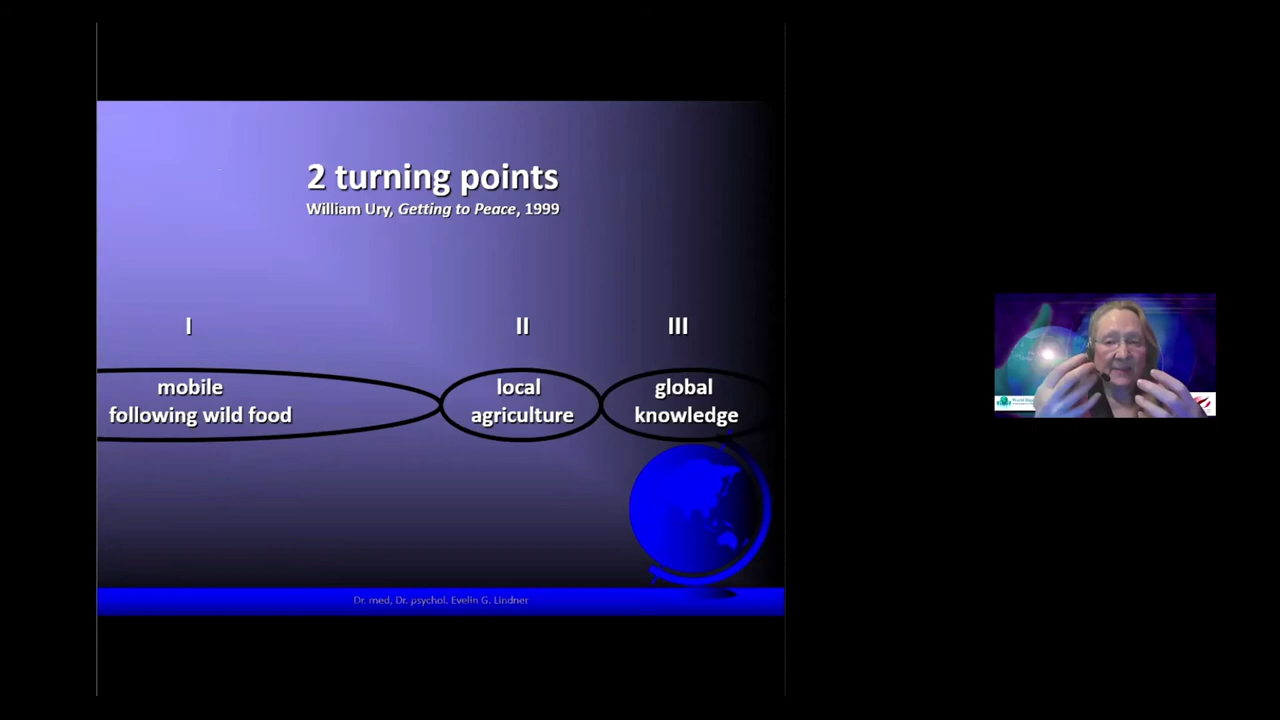 2 turning points
William Ury, Getting to Peace, 1999
I
II
III
mobile
following wild food
local
agriculture
global
knowledge
Dr. med, Dr. psychol. Evelin G. Lindner